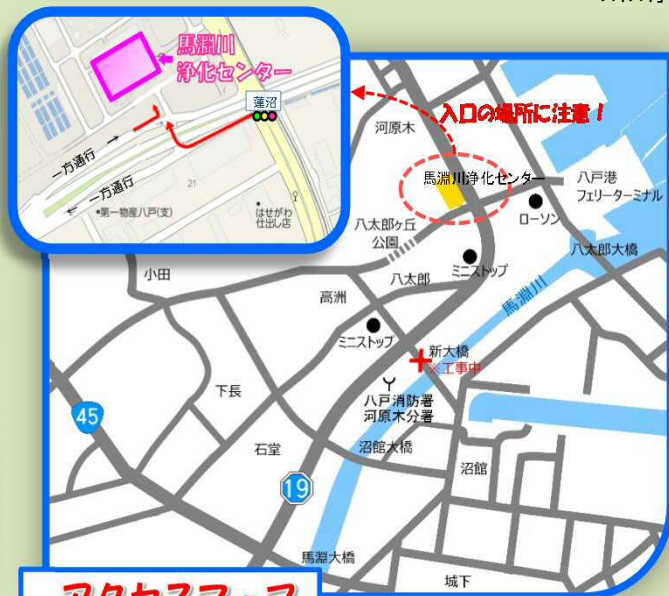 馬淵川
浄化センター
蓮沼
一方通行
一方通行
21
•第一物産八戸(支)
はせがわ
仕出し店
入口の場所に注意！
河原木
馬淵川浄化センター
八戸港
フェリーターミナル
ローソン
八太郎ヶ丘
公園
八太郎大橋
小田
八太郎
ミニストップ
馬淵川
高洲
ミニストップ
新大橋
※工事中
下長
八戸消防署
河原木分署
45
石堂
沼館大橋
沼館
19
馬淵大橋
城下
アクセスマップ